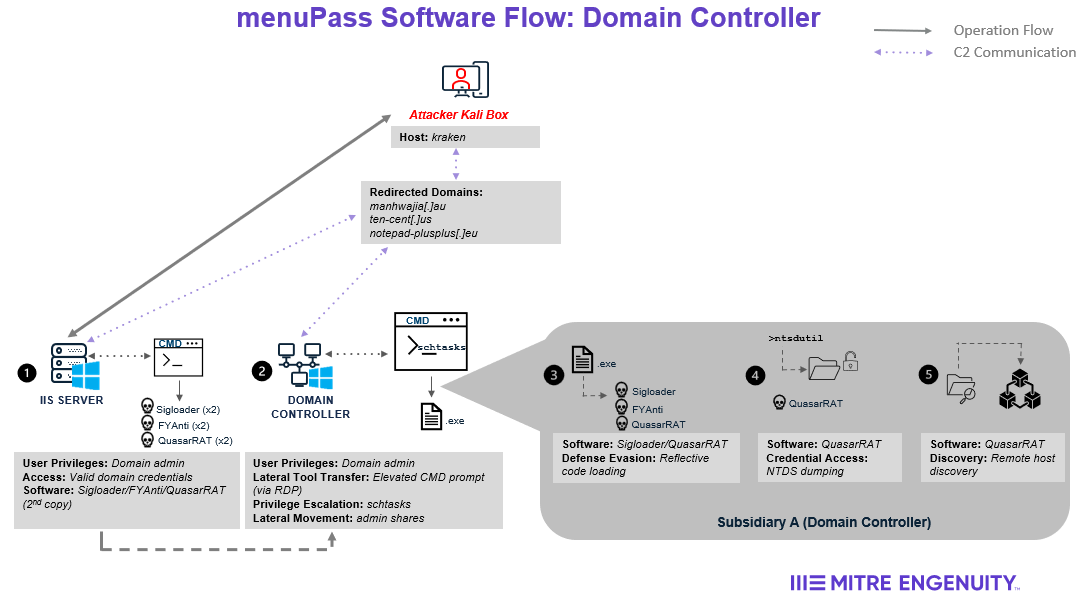 menuPass Software Flow: Domain Controller
Operation Flow
C2 Communication
Attacker Kali Box
Host: kraken
Redirected Domains:
manhwajia[.]au
ten-cent[.]us
notepad-plusplus[.]eu
1
IIS SERVER
CMD
>_
Sigloader (x2)
FYAnti (x2)
QuasarRAT (x2)
User Privileges: Domain admin
Access: Valid domain credentials
Software: Sigloader/FYAnti/QuasarRAT
(2nd copy)
2
DOMAIN
CONTROLLER
CMD
>schtasks
.exe
User Privileges: Domain admin
Lateral Tool Transfer: Elevated CMD prompt
(via RDP)
Privilege Escalation: schtasks
Lateral Movement: admin shares
3
.exe
Sigloader
FYAnti
QuasarRAT
Software: Sigloader/QuasarRAT
Defense Evasion: Reflective
code loading
4
>ntsdutil
QuasarRAT
Software: QuasarRAT
Credential Access:
NTDS dumping
5
Software: QuasarRAT
Discovery: Remote host
discovery
Subsidiary A (Domain Controller)
MITRE ENGENUITY™